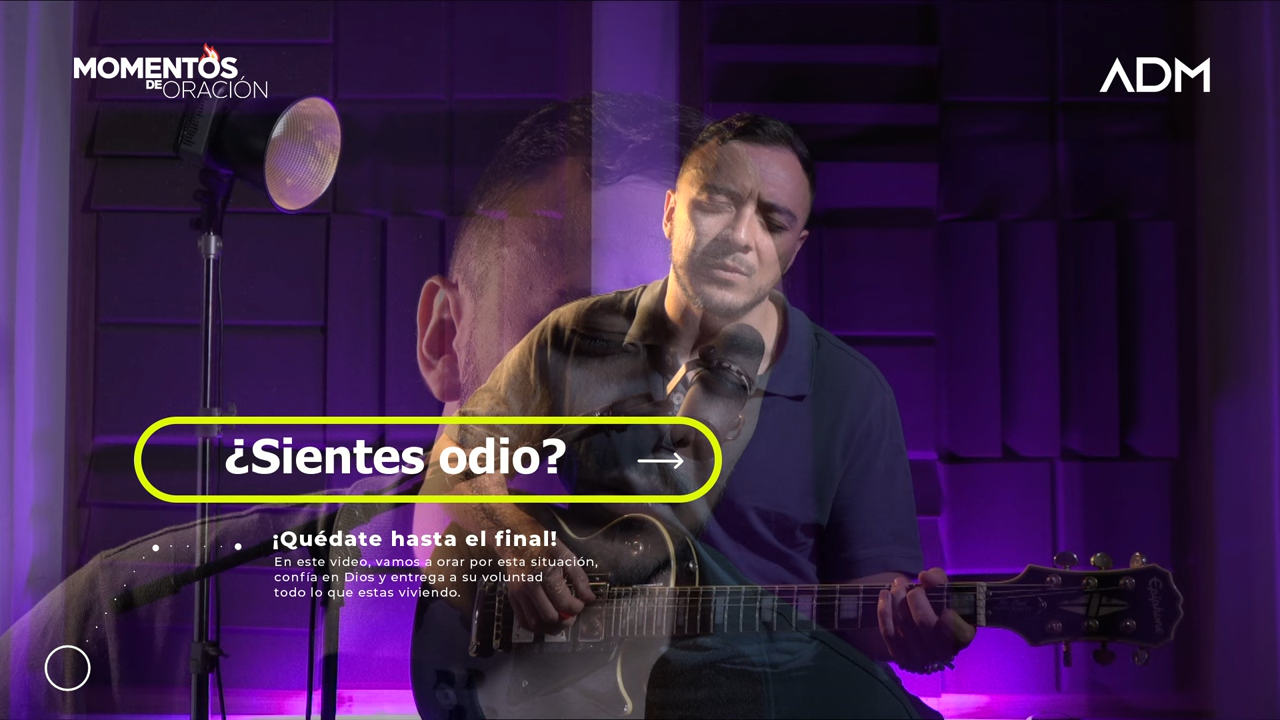 MOMENTOS
DE ORACIÓN
ADM
¿Sientes odio?
¡Quédate hasta el final!
En este video, vamos a orar por esta situación,
confía en Dios y entrega a su voluntad
todo lo que estas viviendo.
Epiphone